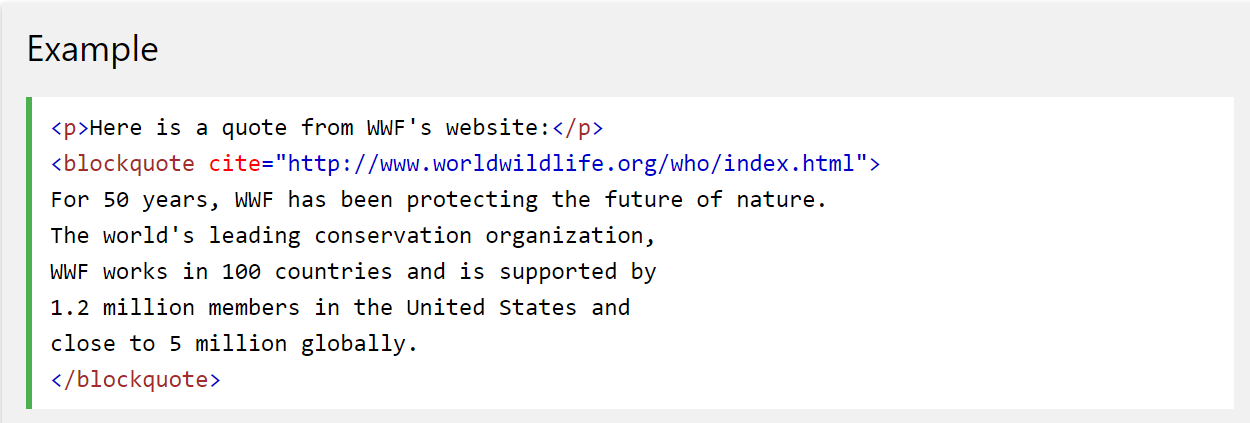 Example
<p>Here is a quote from WWF's website:</p>
<blockquote cite="http://www.worldwildlife.org/who/index.html">
For 50 years, WWF has been protecting the future of nature.
The world's leading conservation organization,
WWF works in 100 countries and is supported by
1.2 million members in the United States and
close to 5 million globally.
</blockquote>